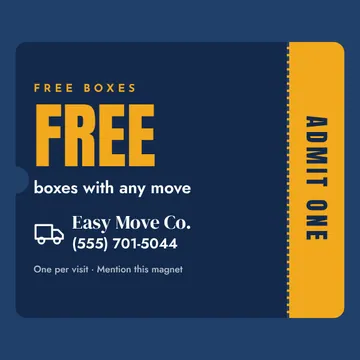 FREE BOXES
FREE
boxes with any move
Easy Move Co.
(555) 701-5044
One per visit · Mention this magnet
ADMIT ONE